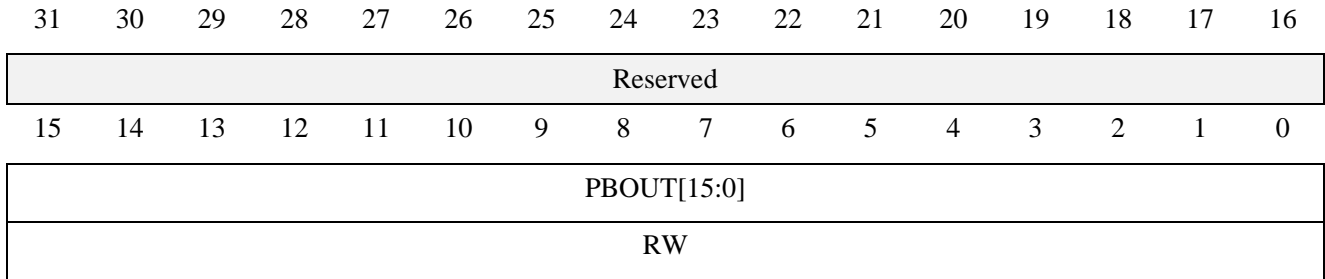 31 30 29 28 27 26 25 24 23 22 21 20 19 18 17 16
Reserved
15 14 13 12 11 10 9 8 7 6 5 4 3 2 1 0
PBOUT[15:0]
RW